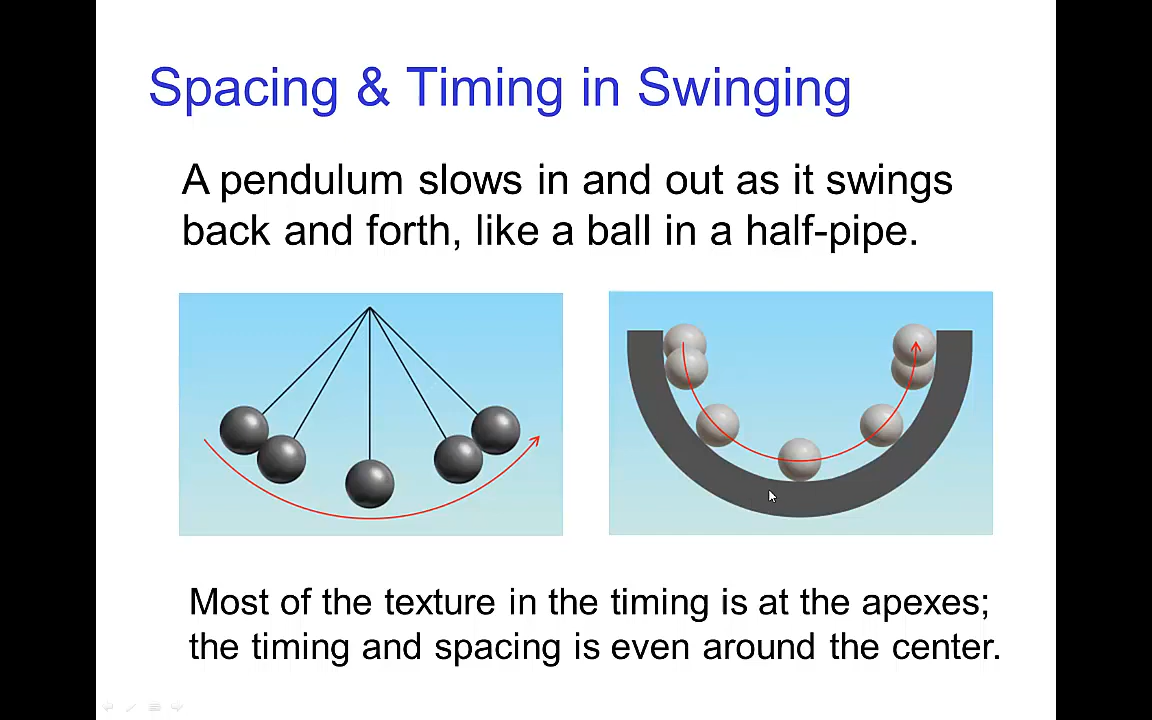 Spacing & Timing in Swinging
A pendulum slows in and out as it swings
back and forth, like a ball in a half-pipe.
Most of the texture in the timing is at the apexes;
the timing and spacing is even around the center.